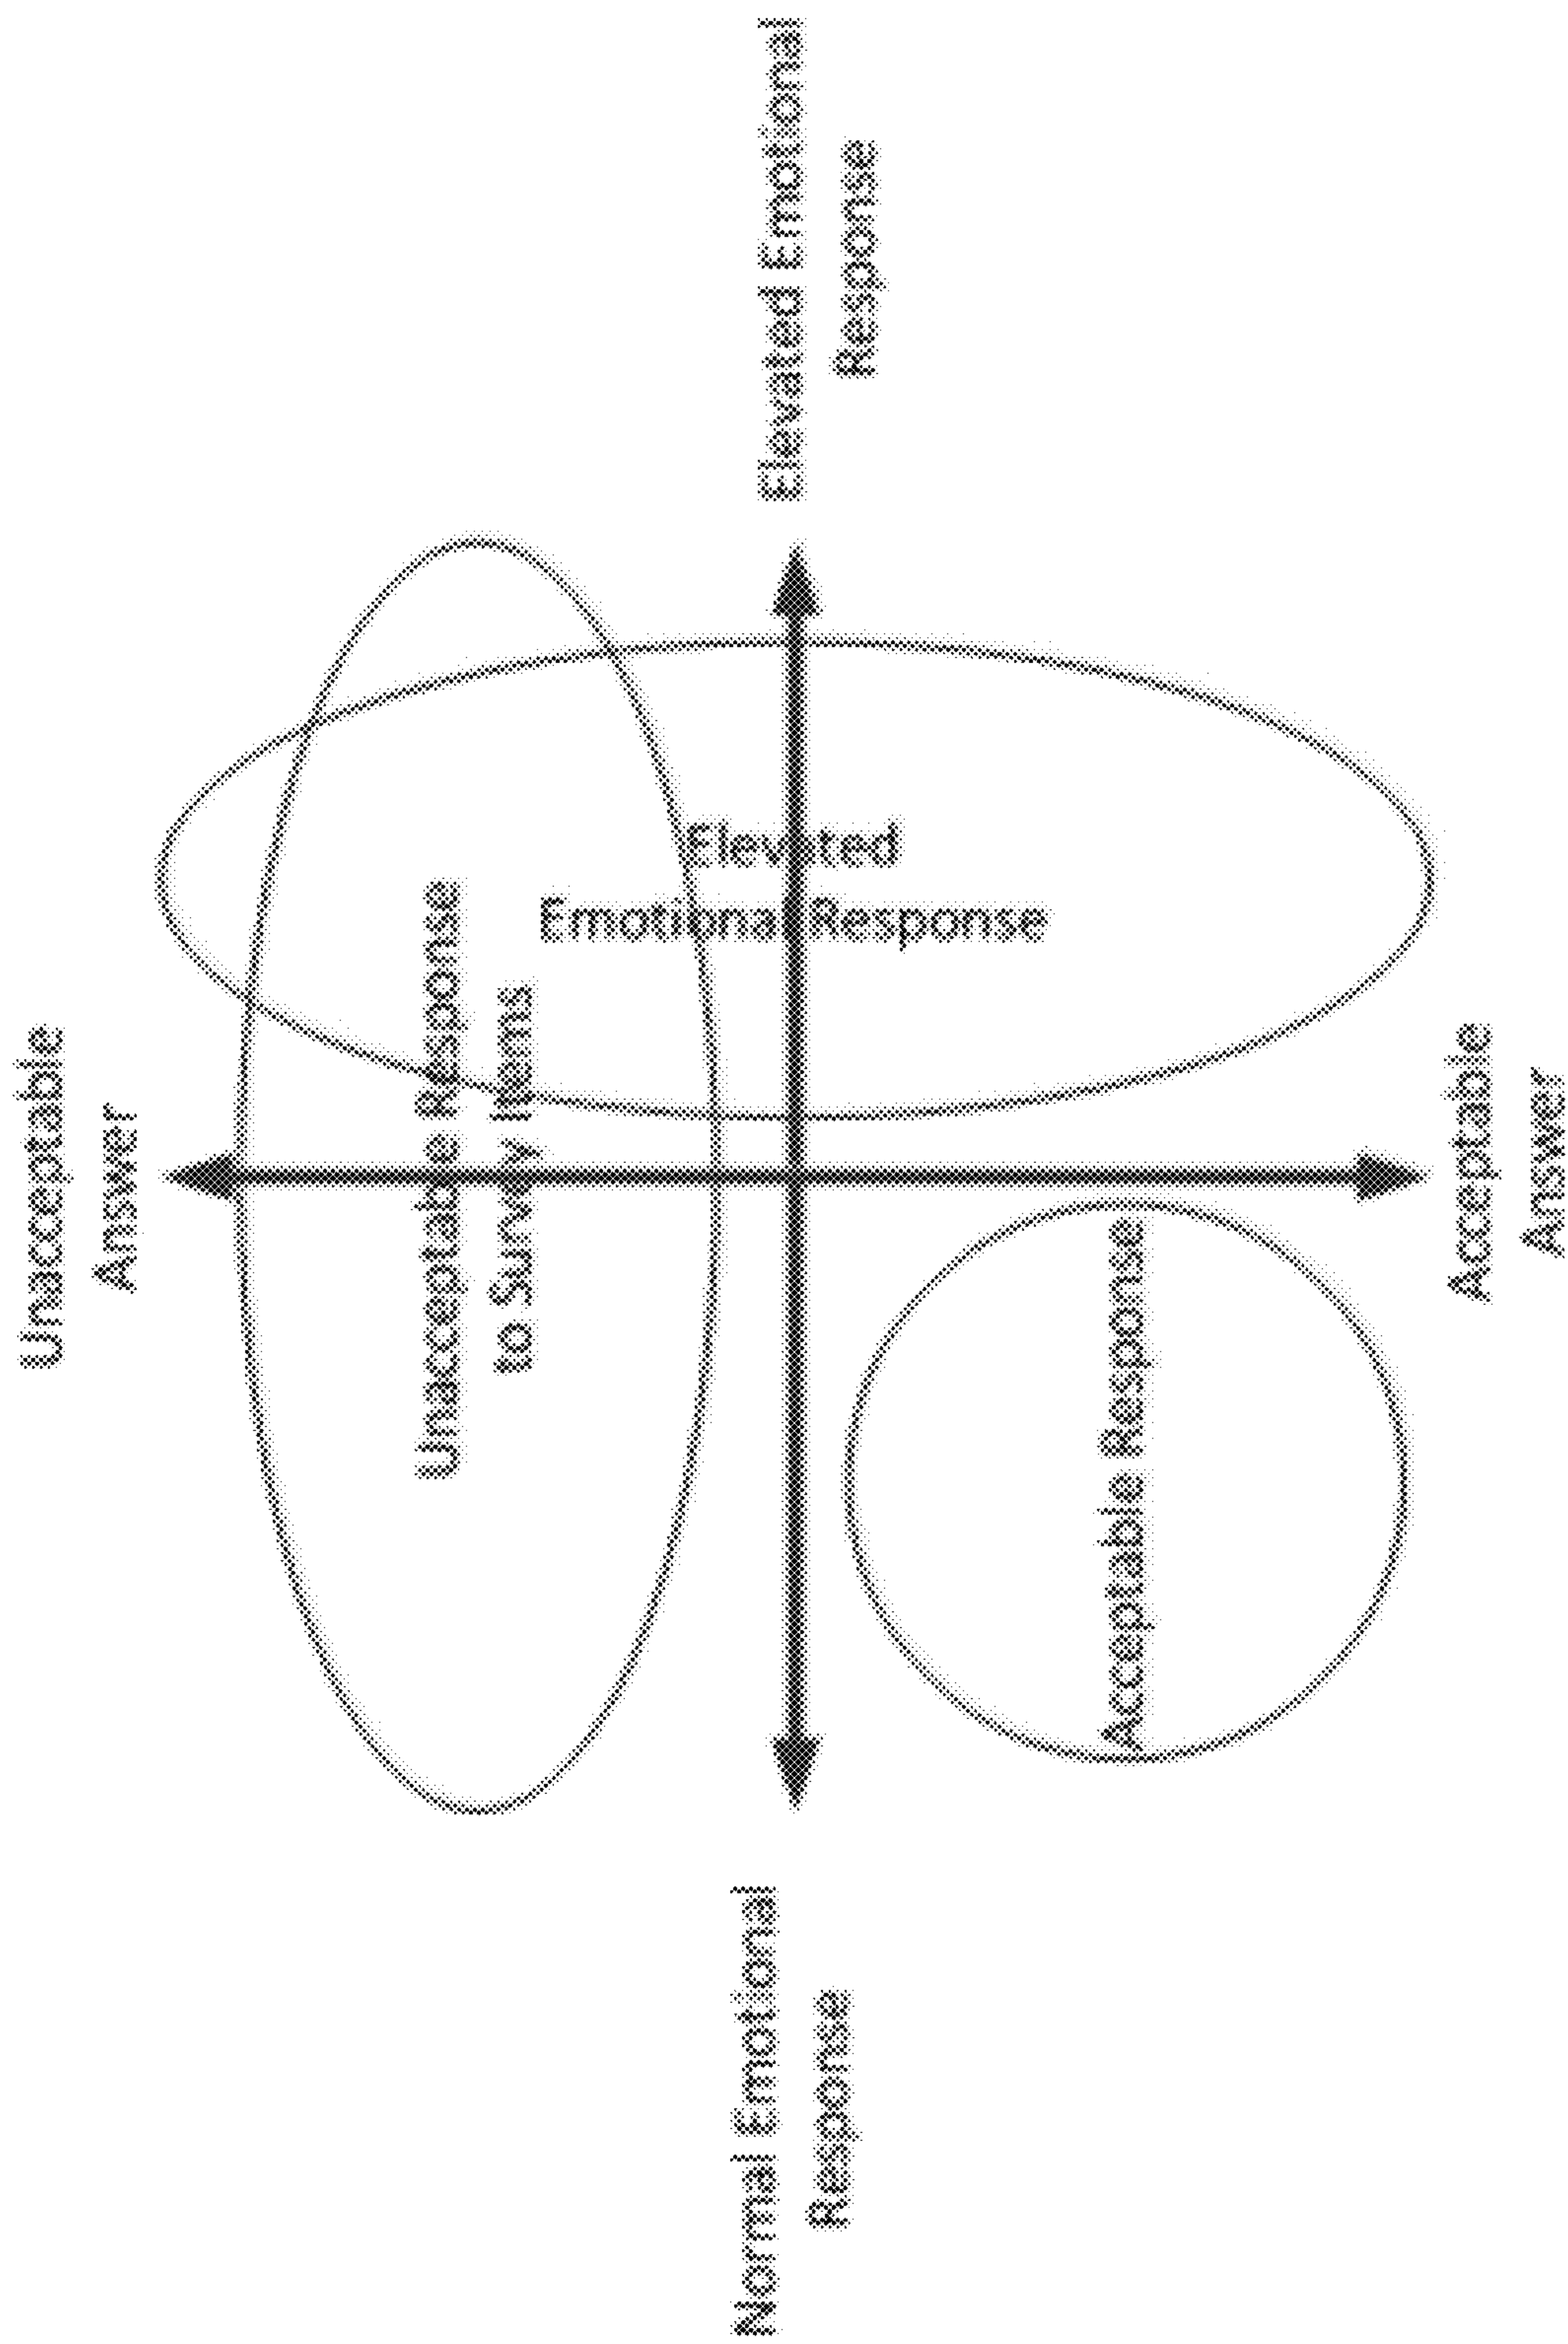 Unacceptable
Answer
Unacceptable Response
to Survey Items
Elevated
Emotional Response
Normal Emotional
Response
Elevated Emotional
Response
Acceptable Response
Acceptable
Answer